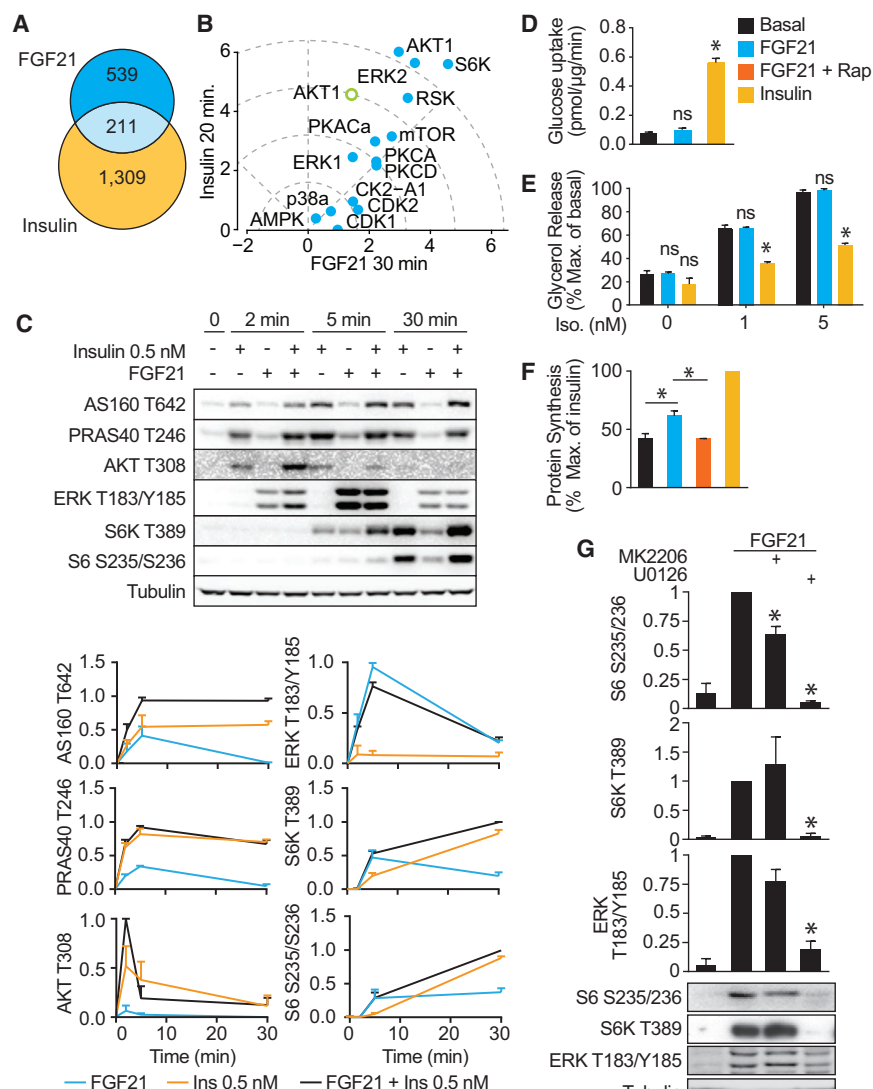 A
FGF21
539
211
1,309
Insulin
B
Insulin 20 min.
6
4
2
0
−2 0 2 4 6
FGF21 30 min
AKT1
ERK2
S6K
AKT1
RSK
PKACa
mTOR
ERK1
PKCA
PKCD
CK2−A1
p38a
CDK2
AMPK
CDK1
C
0 2 min 5 min 30 min
Insulin 0.5 nM - + - + + - + + - +
FGF21 - - + + - + + - + +
AS160 T642
PRAS40 T246
AKT T308
ERK T183/Y185
S6K T389
S6 S235/S236
Tubulin
AS160 T642
1.5
1.0
0.5
0.0
ERK T183/Y185
1.0
0.5
0.0
PRAS40 T246
1.5
1.0
0.5
0.0
S6K T389
1.5
1.0
0.5
0.0
AKT T308
1.0
0.5
0.0
0 10 20 30
Time (min)
S6 S235/S236
1.5
1.0
0.5
0.0
0 10 20 30
Time (min)
FGF21 Ins 0.5 nM FGF21 + Ins 0.5 nM
D
Glucose uptake
(pmol/μg/min)
0.8
0.6
0.4
0.2
0.0
ns
*
Basal
FGF21
FGF21 + Rap
Insulin
E
Glycerol Release
(% Max. of basal)
100
80
60
40
20
0
ns
ns
ns
*
ns
*
Iso. (nM) 0 1 5
F
Protein Synthesis
(% Max. of insulin)
100
50
0
*
*
G
FGF21
MK2206 +
U0126 +
S6 S235/236
1
0.75
0.5
0.25
0
*
*
S6K T389
2
1.5
1
0.5
0
*
ERK
T183/Y185
1
0.75
0.5
0.25
0
*
S6 S235/236
S6K T389
ERK T183/Y185